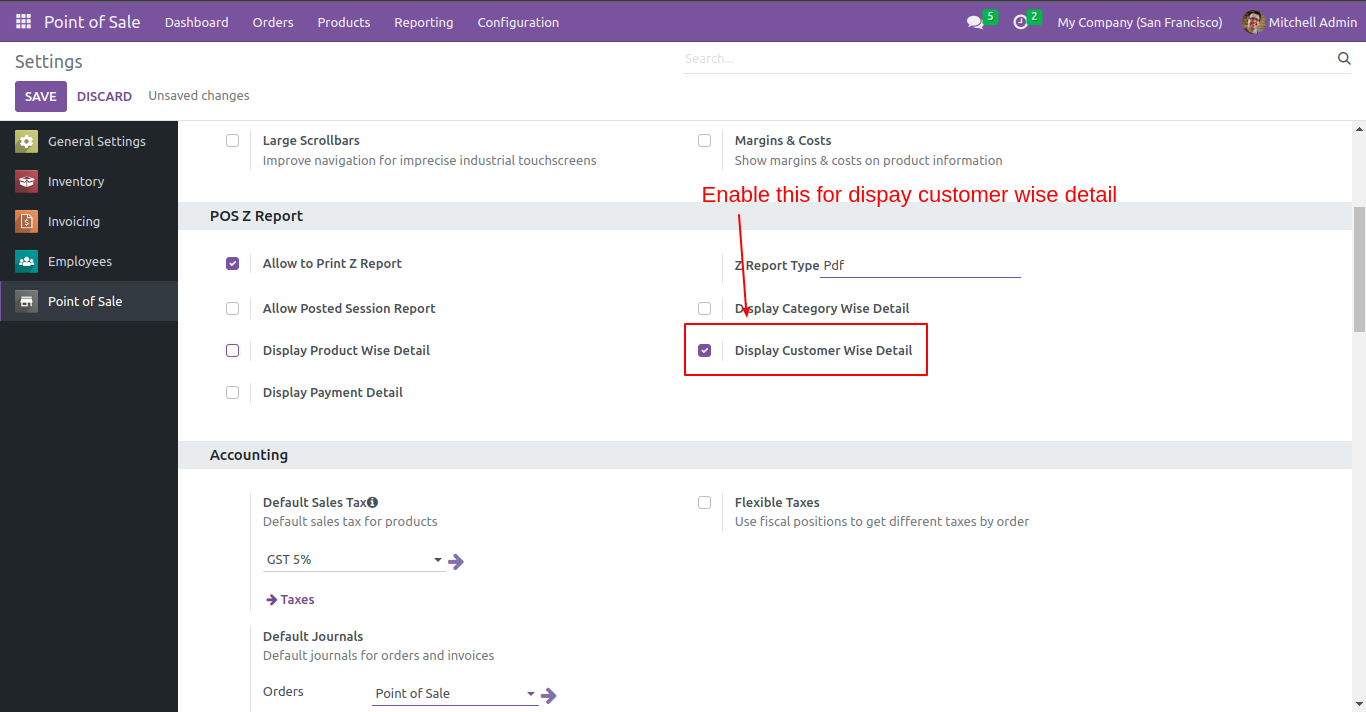 Point of Sale Dashboard Orders Products Reporting Configuration 5 2 My Company (San Francisco) Mitchell Admin
Settings Search...
SAVE DISCARD Unsaved changes
General Settings
Inventory
Invoicing
Employees
Point of Sale
Large Scrollbars Margins & Costs
Improve navigation for imprecise industrial touchscreens Show margins & costs on product information
Enable this for dispay customer wise detail
POS Z Report
Allow to Print Z Report Z Report Type Pdf
Allow Posted Session Report Display Category Wise Detail
Display Product Wise Detail Display Customer Wise Detail
Display Payment Detail
Accounting
Default Sales Tax Flexible Taxes
Default sales tax for products Use fiscal positions to get different taxes by order
GST 5%
Taxes
Default Journals
Default journals for orders and invoices
Orders Point of Sale